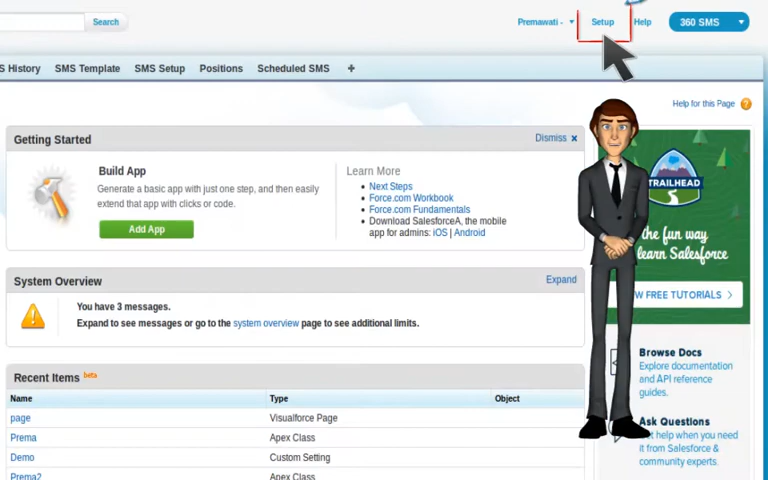 Search
Premawati -
Setup
Help
360 SMS
S History
SMS Template
SMS Setup
Positions
Scheduled SMS
+
Help for this Page ?
Getting Started
Dismiss x
Build App
Generate a basic app with just one step, and then easily
extend that app with clicks or code.
Add App
Learn More
Next Steps
Force.com Workbook
Force.com Fundamentals
Download SalesforceA, the mobile
app for admins: iOS | Android
TRAILHEAD
the fun way
learn Salesforce
W FREE TUTORIALS
System Overview
Expand
You have 3 messages.
Expand to see messages or go to the system overview page to see additional limits.
Browse Docs
Explore documentation
and API reference
guides.
Ask Questions
et help when you need
it from Salesforce &
community experts.
Recent Items beta
Name Type Object
page Visualforce Page
Prema Apex Class
Demo Custom Setting
Prema2 Apex Class